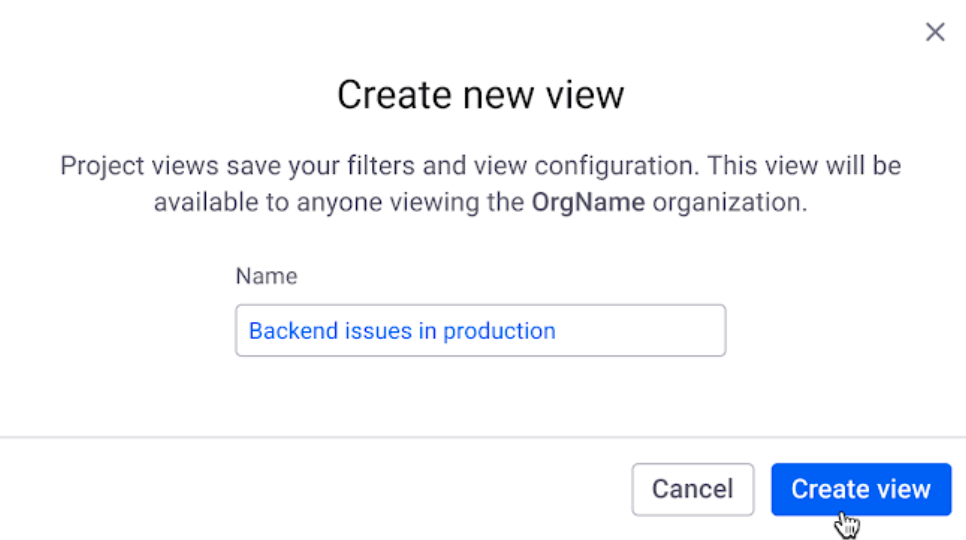 Create new view
Project views save your filters and view configuration. This view will be
available to anyone viewing the OrgName organization.
Name
Backend issues in production
Cancel
Create view